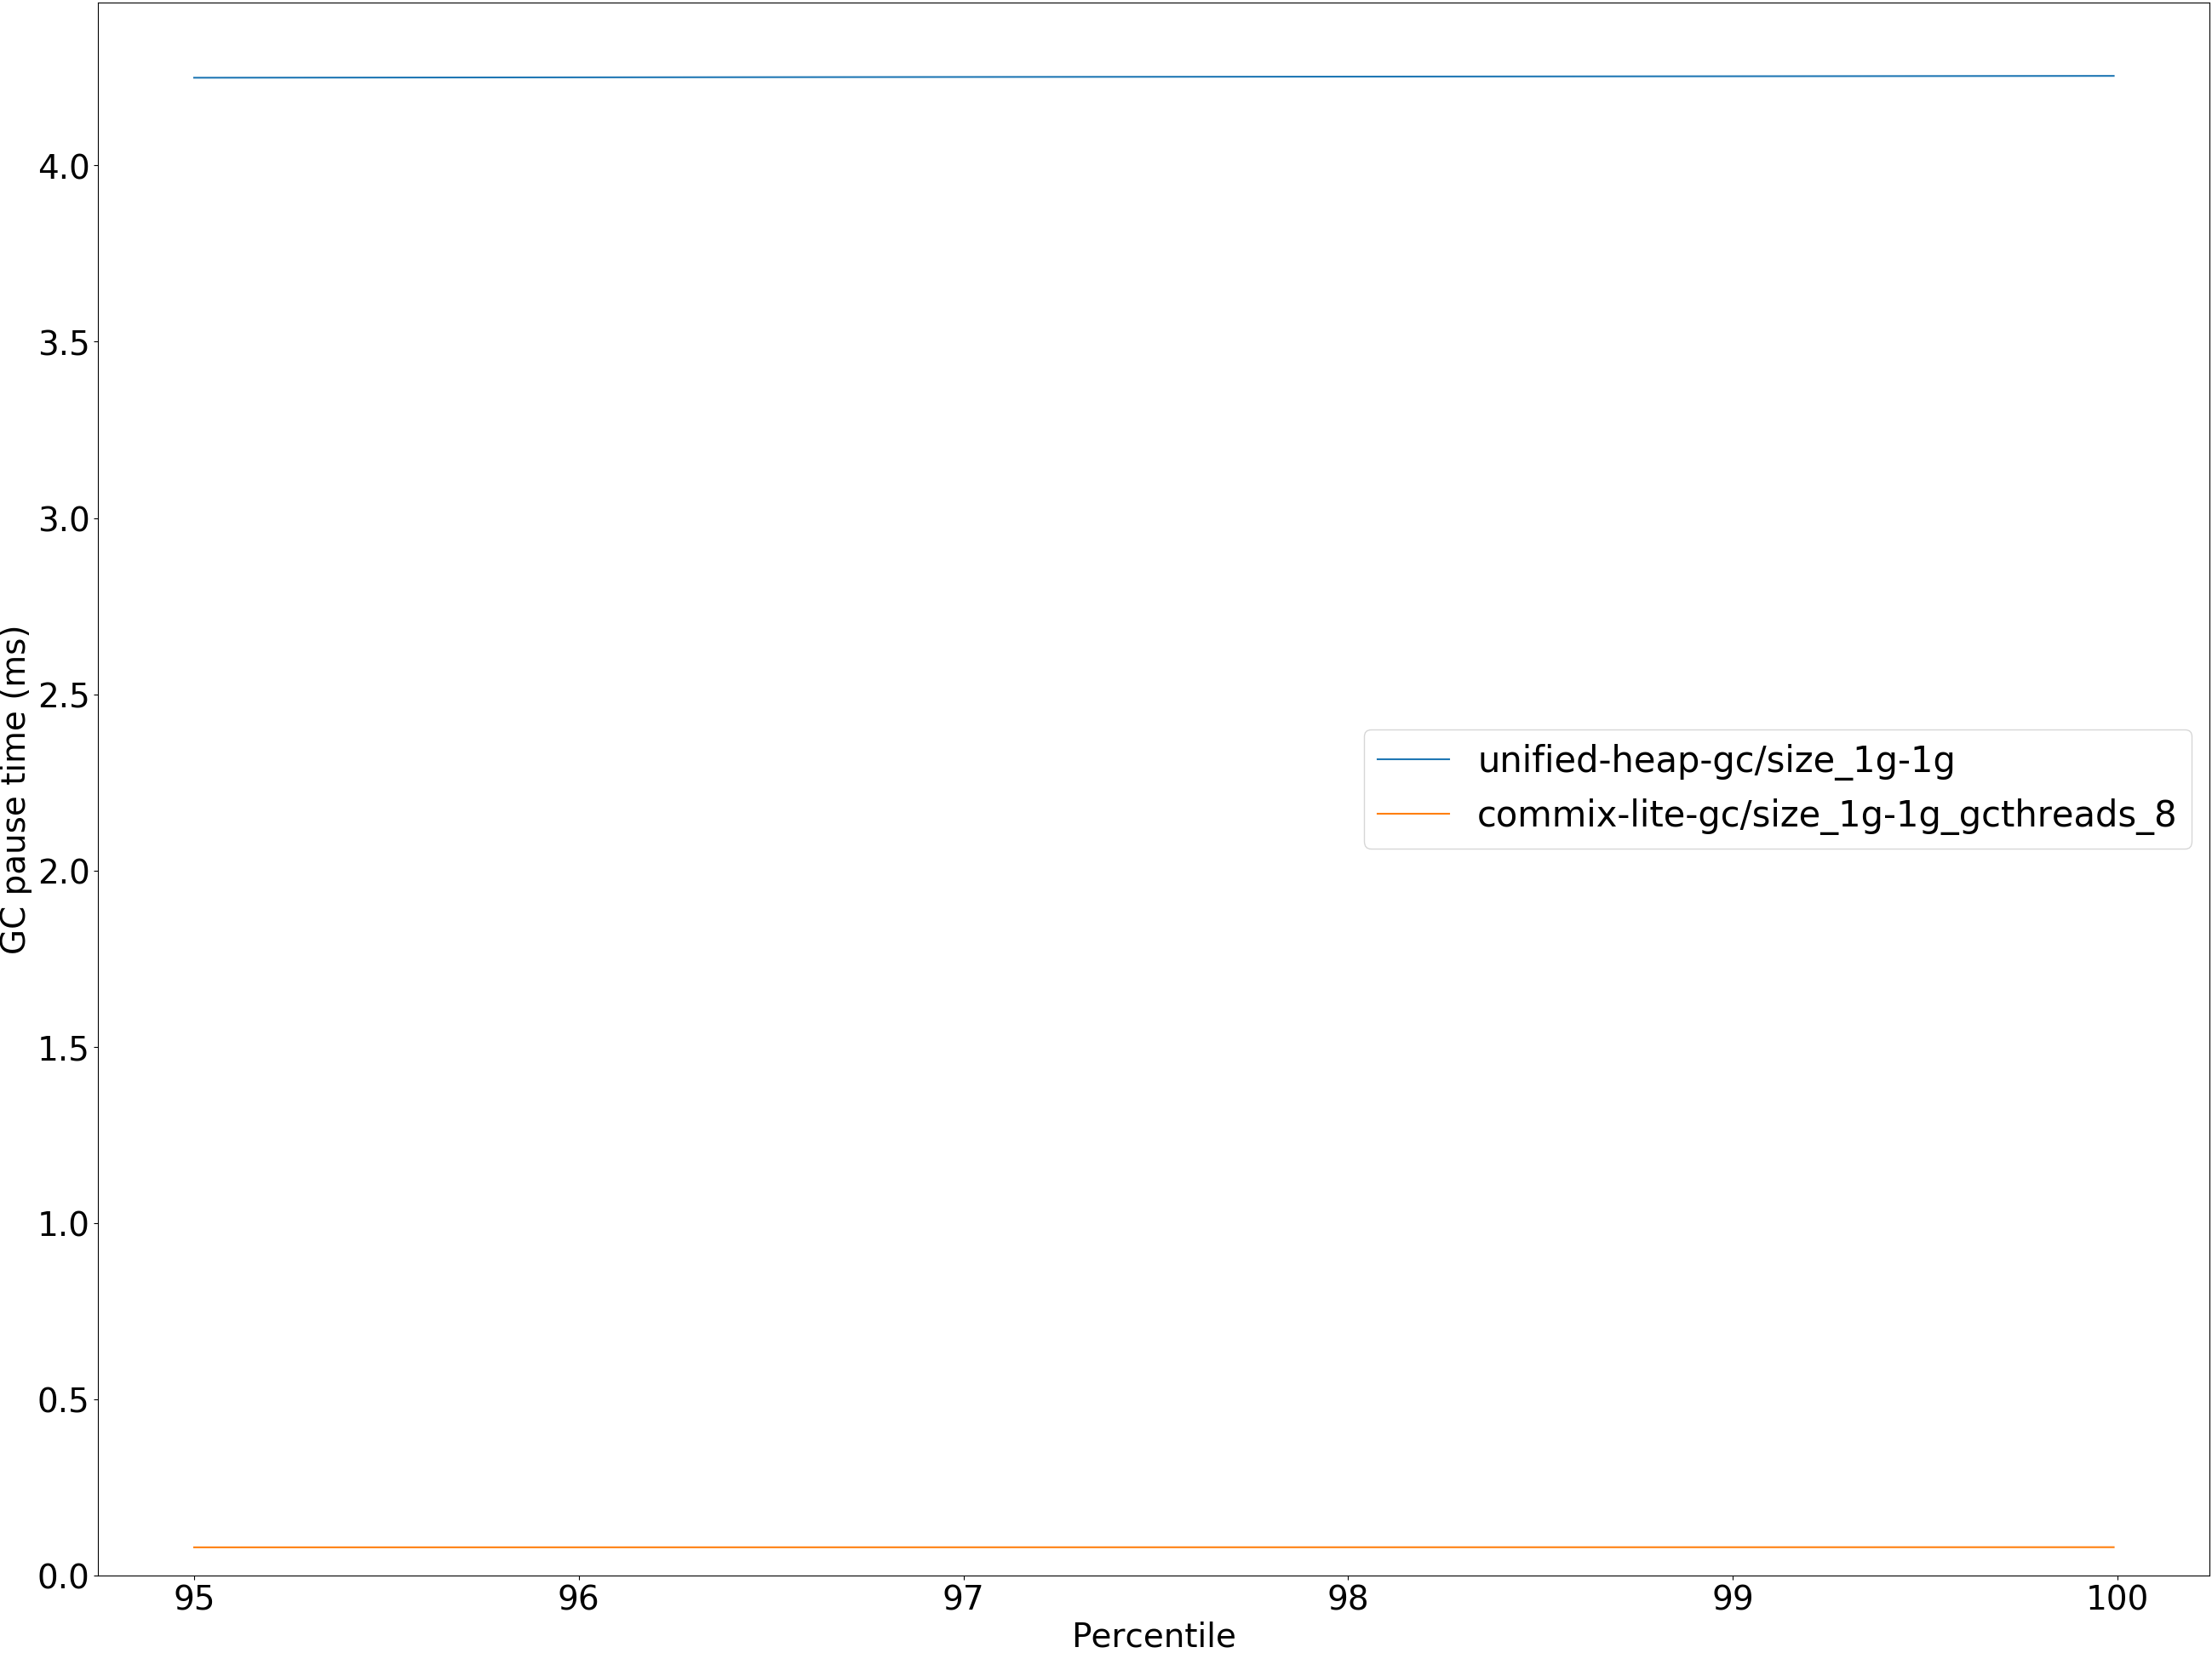 GC pause time (ms)
4.0
3.5
3.0
2.5
2.0
1.5
1.0
0.5
0.0
unified-heap-gc/size_1g-1g
commix-lite-gc/size_1g-1g_gcthreads_8
95 96 97 98 99 100
Percentile